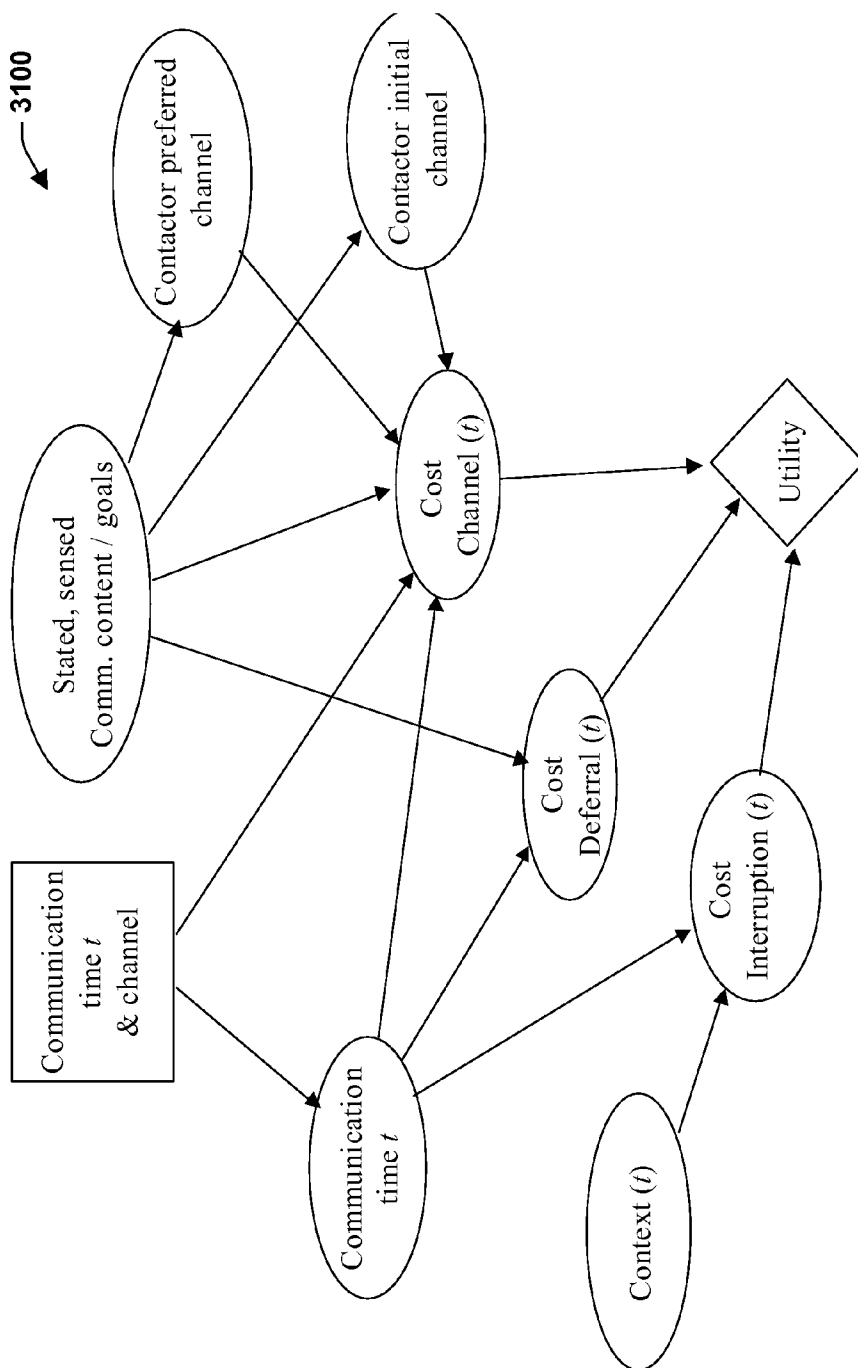 3100
Communication
time t
& channel
Stated, sensed
Comm. content / goals
Contactor preferred
channel
Contactor initial
channel
Communication
time t
Cost
Channel (t)
Cost
Deferral (t)
Context (t)
Cost
Interruption (t)
Utility